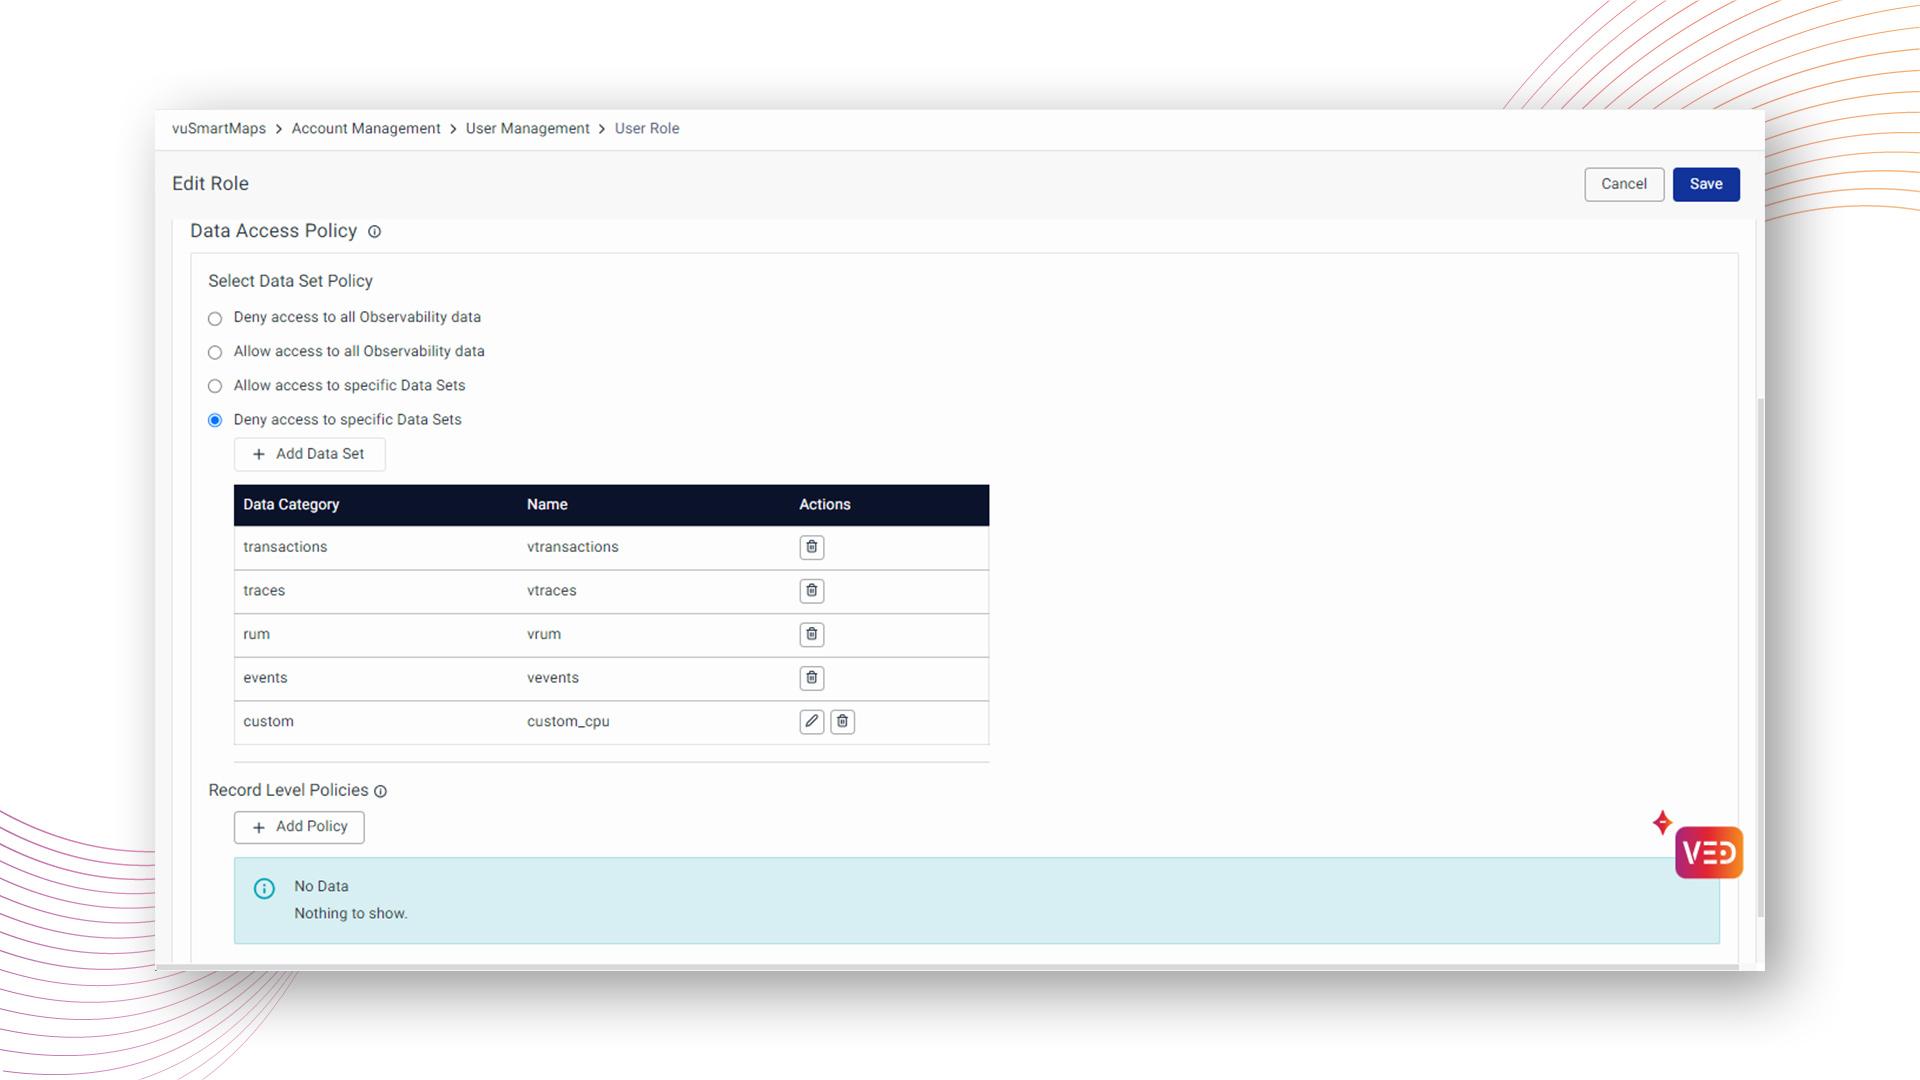 vuSmartMaps > Account Management > User Management > User Role
Edit Role
Cancel
Save
Data Access Policy
Select Data Set Policy
Deny access to all Observability data
Allow access to all Observability data
Allow access to specific Data Sets
Deny access to specific Data Sets
+ Add Data Set
Data Category Name Actions
transactions vtransactions
traces vtraces
rum vrum
events vevents
custom custom_cpu
Record Level Policies
+ Add Policy
VED
No Data
Nothing to show.